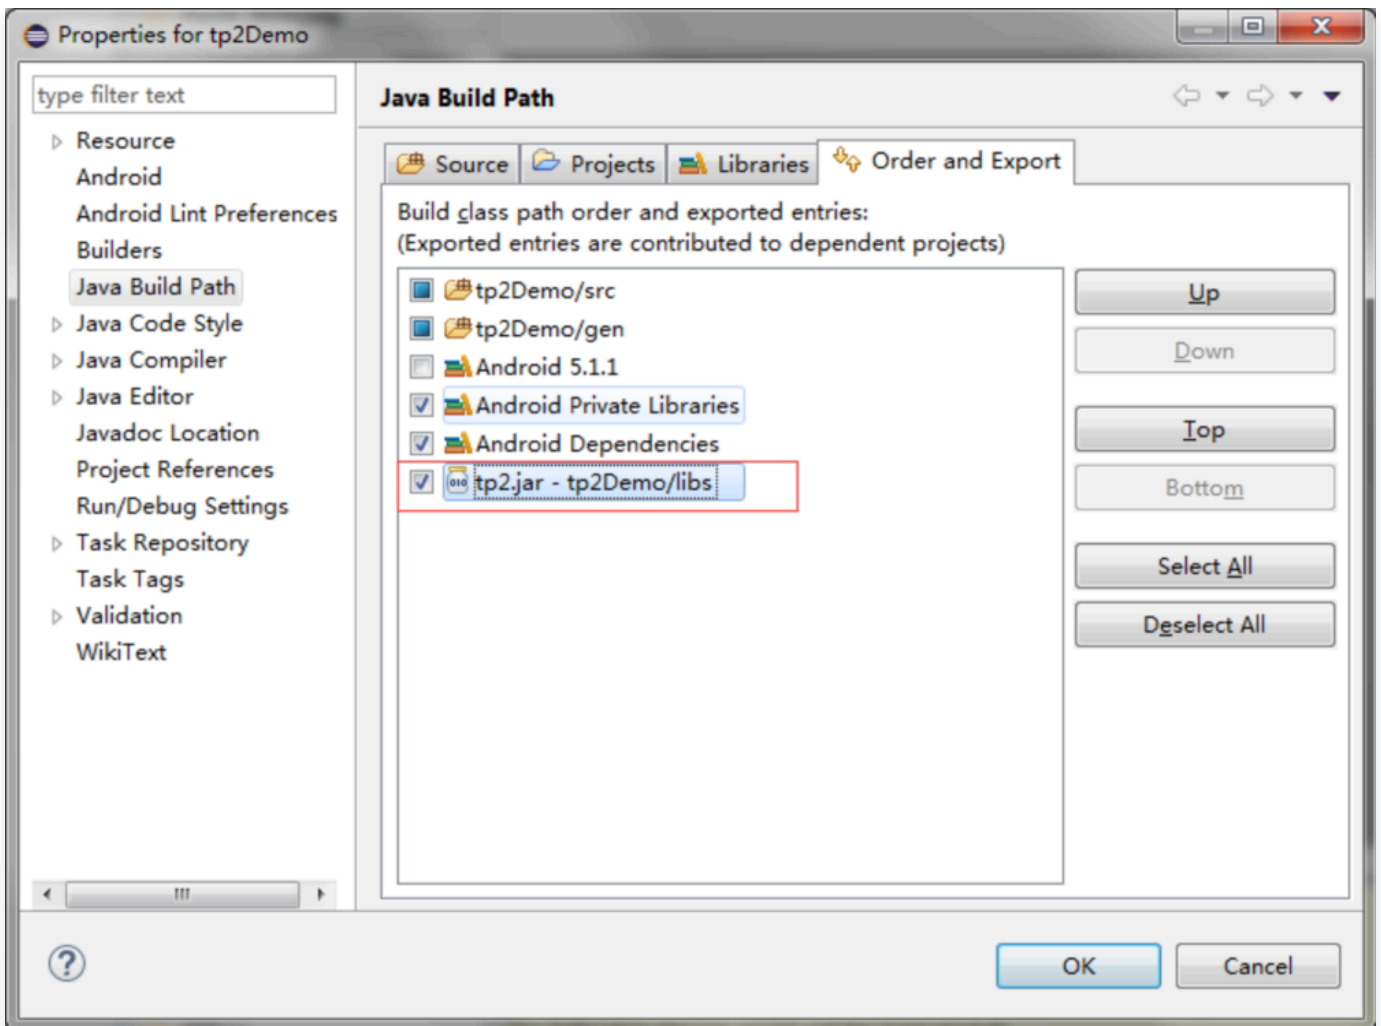 Properties for tp2Demo
type filter text
Resource
Android
Android Lint Preferences
Builders
Java Build Path
Java Code Style
Java Compiler
Java Editor
Javadoc Location
Project References
Run/Debug Settings
Task Repository
Task Tags
Validation
WikiText
Java Build Path
Source
Projects
Libraries
Order and Export
Build class path order and exported entries:
(Exported entries are contributed to dependent projects)
tp2Demo/src
tp2Demo/gen
Android 5.1.1
Android Private Libraries
Android Dependencies
010 tp2.jar - tp2Demo/libs
Up
Down
Top
Bottom
Select All
Deselect All
?
OK
Cancel